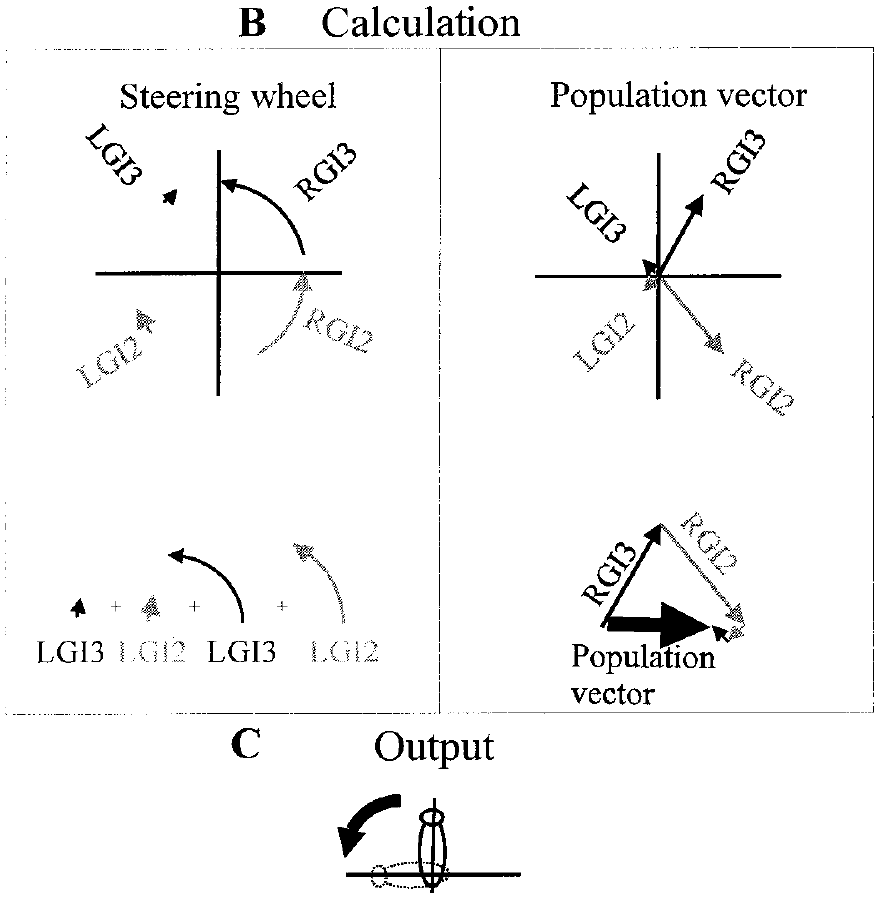 B Calculation
Steering wheel
LGI3
RGI3
LGI2
RGI2
+ + +
LGI3 LGI2 LGI3 LGI2
Population vector
LGI3
RGI3
LGI2
RGI2
RGI3
RGI2
Population
vector
C Output